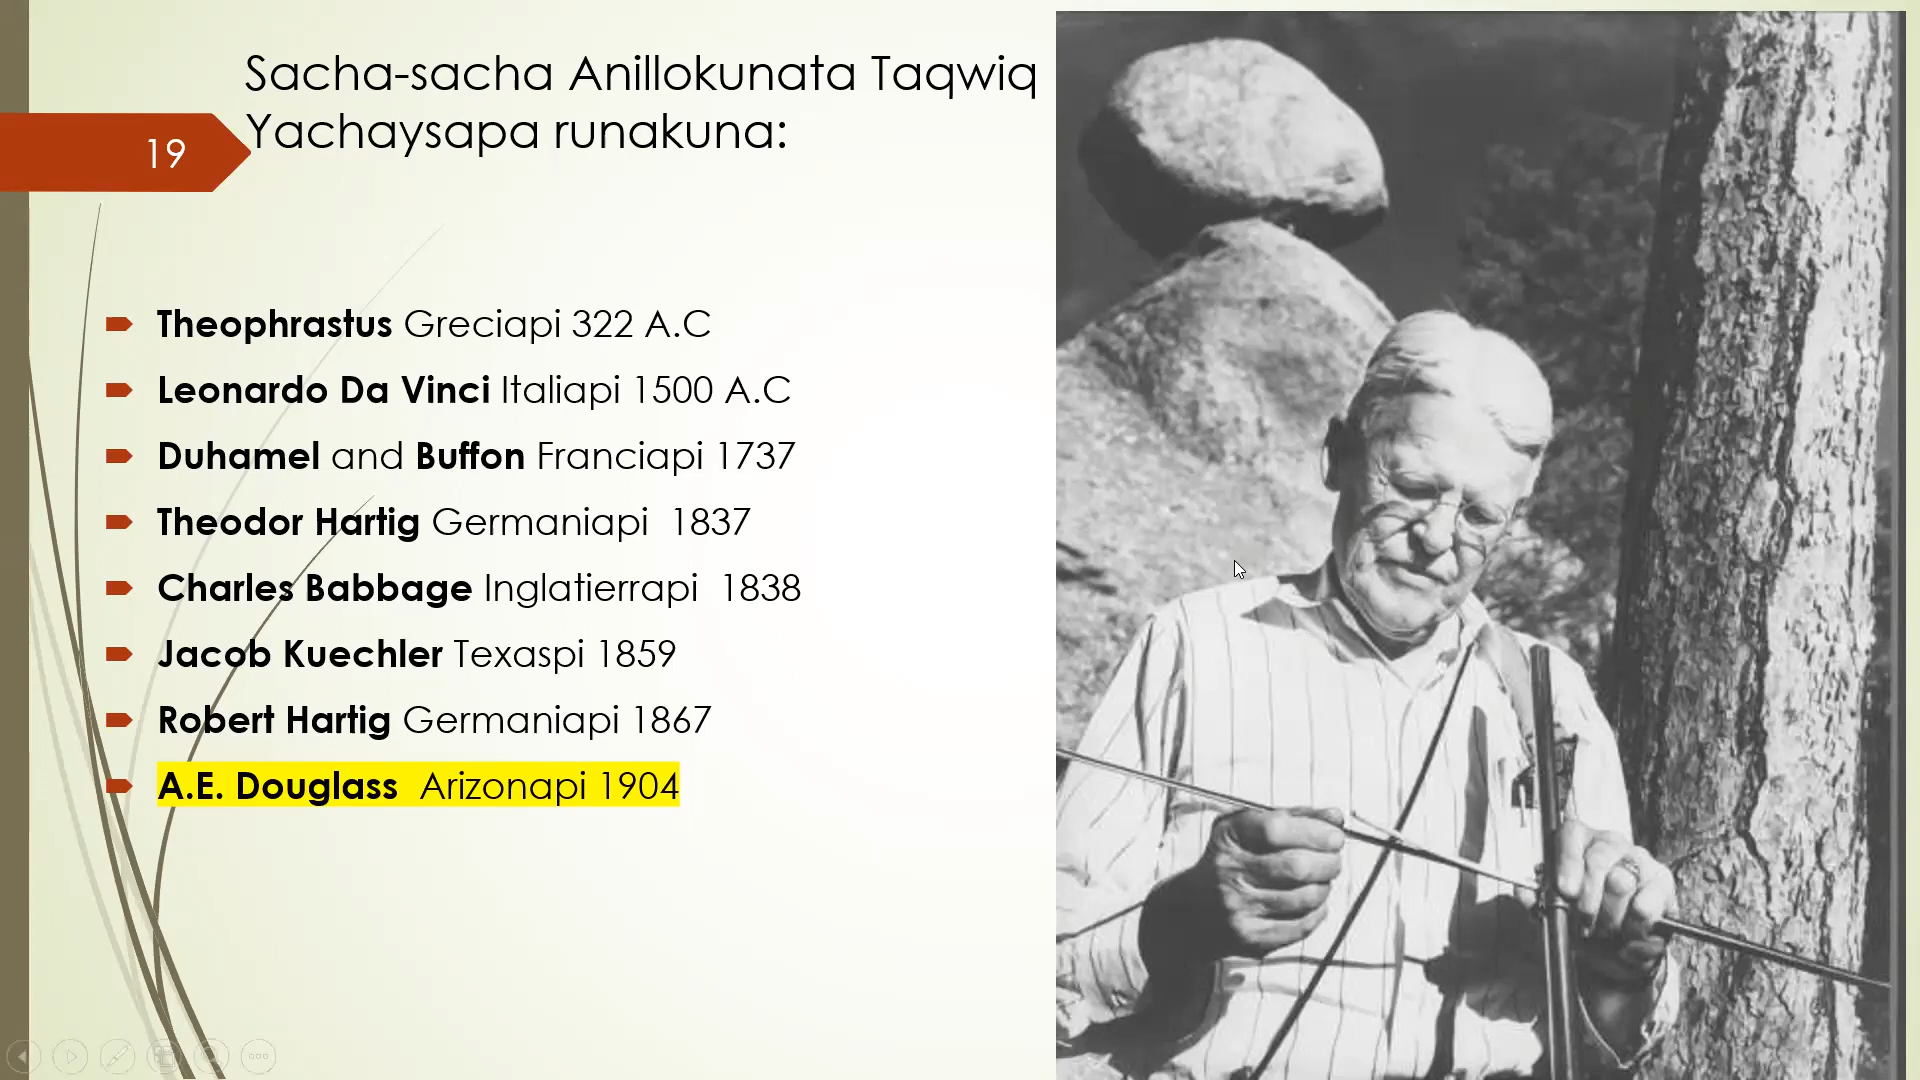 Sacha-sacha Anillokunata Taqwiq
Yachaysapa runakuna:
19
Theophrastus Greciapi 322 A.C
Leonardo Da Vinci Italiapi 1500 A.C
Duhamel and Buffon Franciapi 1737
Theodor Hartig Germaniapi 1837
Charles Babbage Inglatierrapi 1838
Jacob Kuechler Texaspi 1859
Robert Hartig Germaniapi 1867
A.E. Douglass Arizonapi 1904